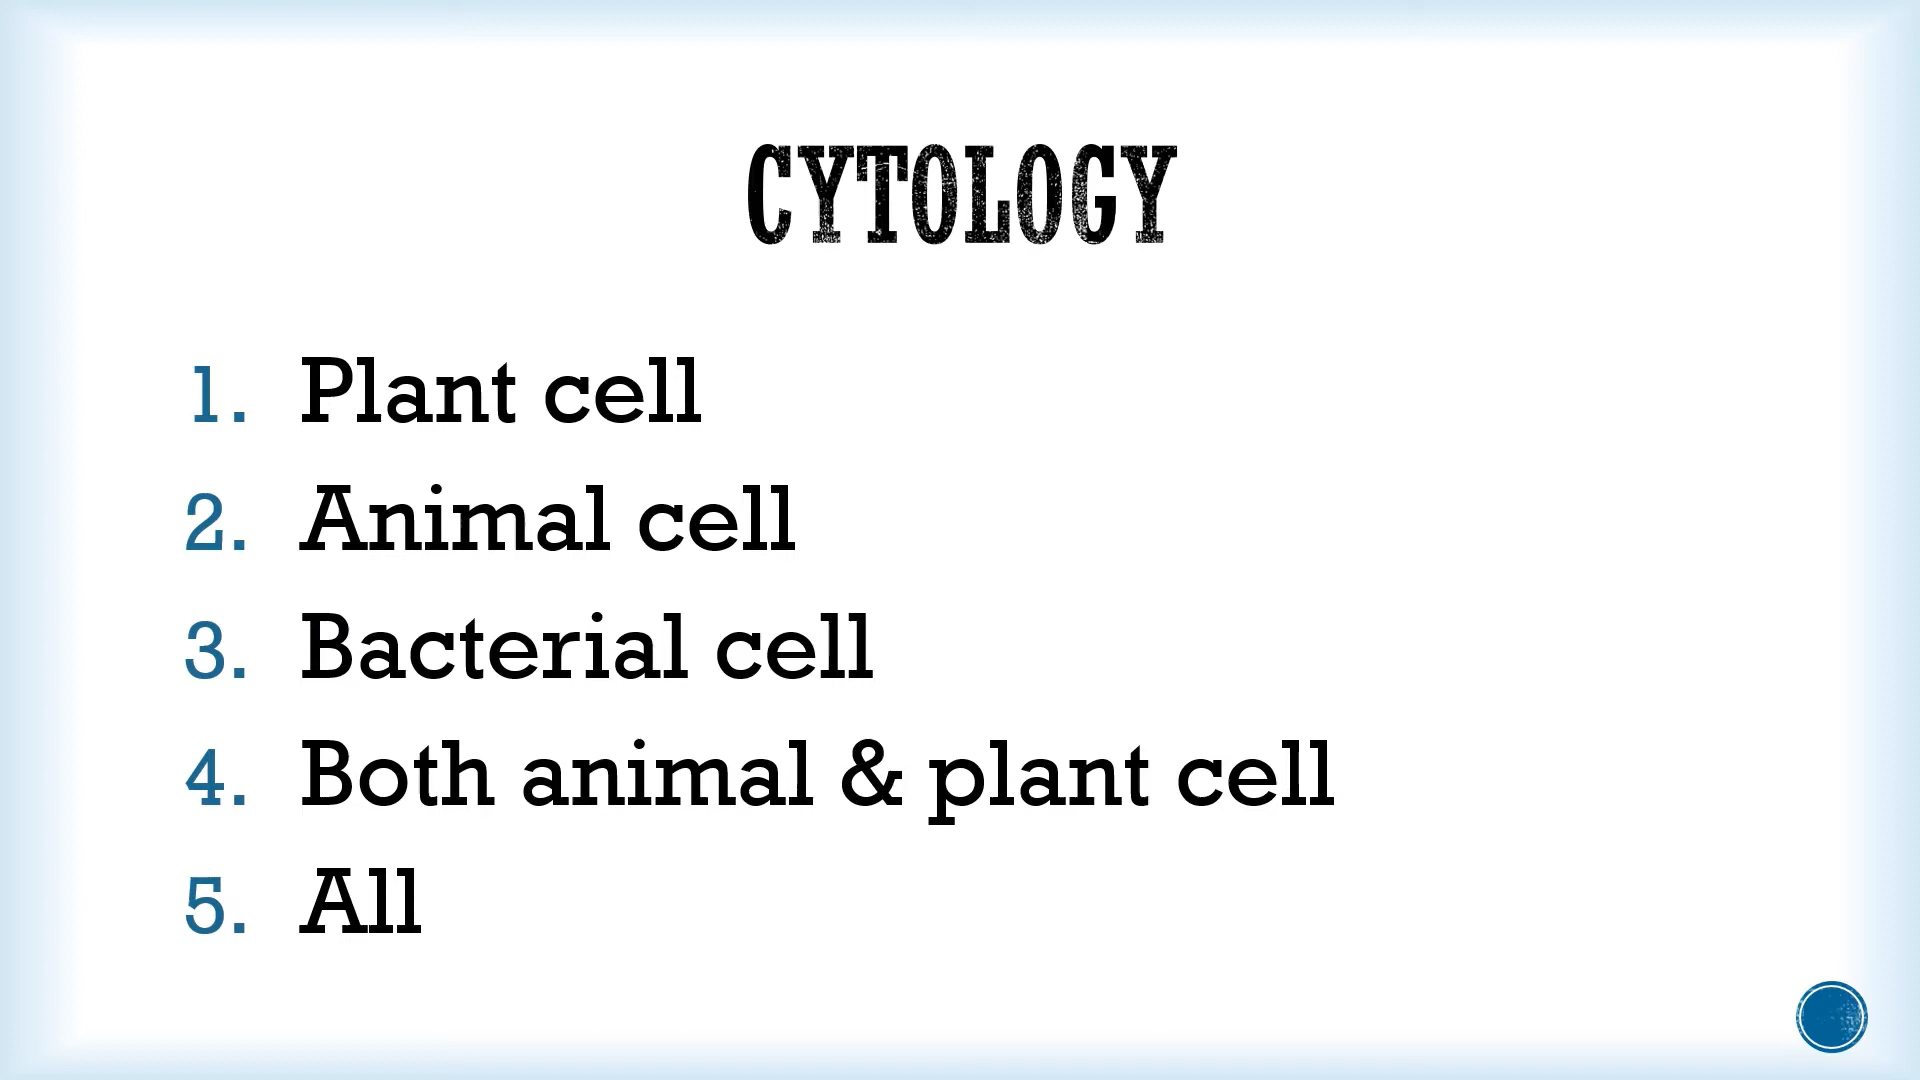 CYTOLOGY
1. Plant cell
2. Animal cell
3. Bacterial cell
4. Both animal & plant cell
5. All